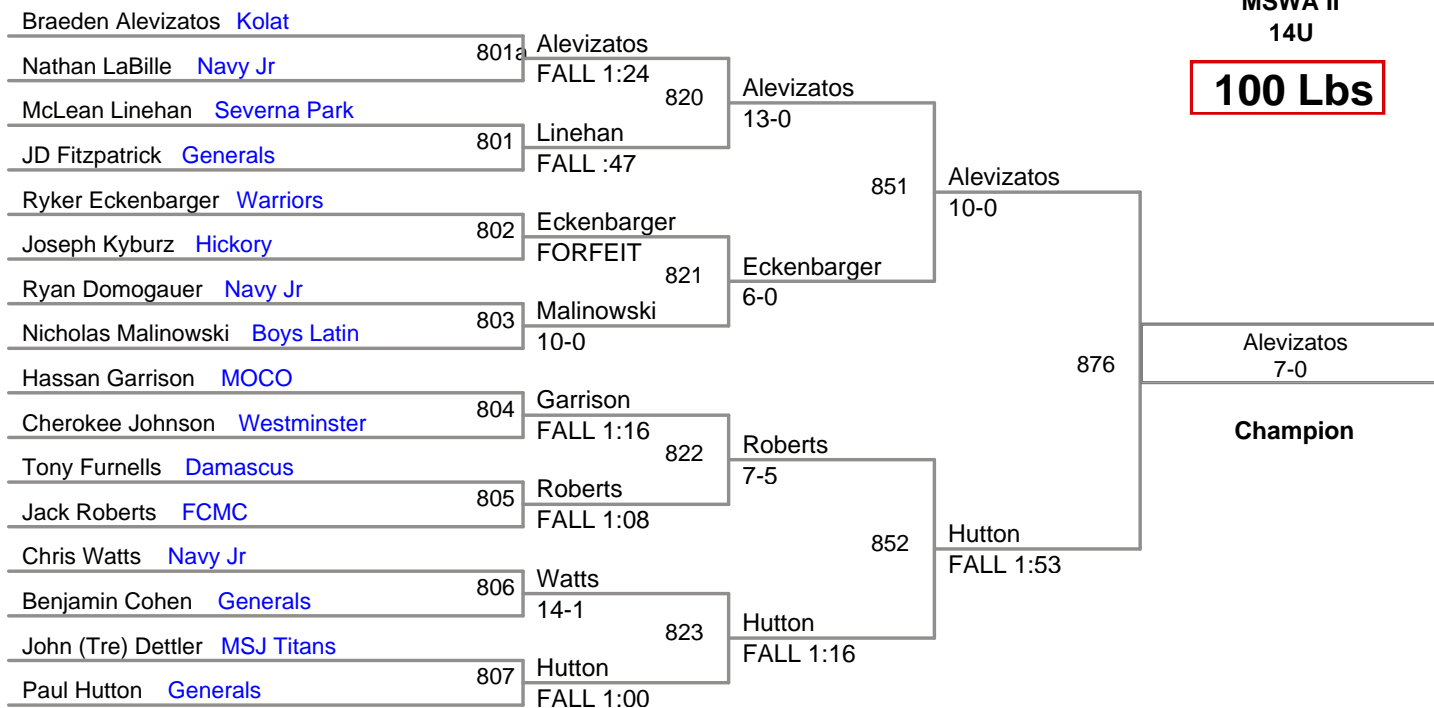 MSWA II
14U
100 Lbs
Braeden Alevizatos Kolat
Nathan LaBille Navy Jr
McLean Linehan Severna Park
JD Fitzpatrick Generals
Ryker Eckenbarger Warriors
Joseph Kyburz Hickory
Ryan Domogauer Navy Jr
Nicholas Malinowski Boys Latin
Hassan Garrison MOCO
Cherokee Johnson Westminster
Tony Furnells Damascus
Jack Roberts FCMC
Chris Watts Navy Jr
Benjamin Cohen Generals
John (Tre) Dettler MSJ Titans
Paul Hutton Generals
801a
801
802
803
804
805
806
807
Alevizatos
FALL 1:24
Linehan
FALL :47
Eckenbarger
FORFEIT
Malinowski
10-0
Garrison
FALL 1:16
Roberts
FALL 1:08
Watts
14-1
Hutton
FALL 1:00
820
821
822
823
Alevizatos
13-0
Eckenbarger
6-0
Roberts
7-5
Hutton
FALL 1:16
851
852
Alevizatos
10-0
Hutton
FALL 1:53
876
Alevizatos
7-0
Champion